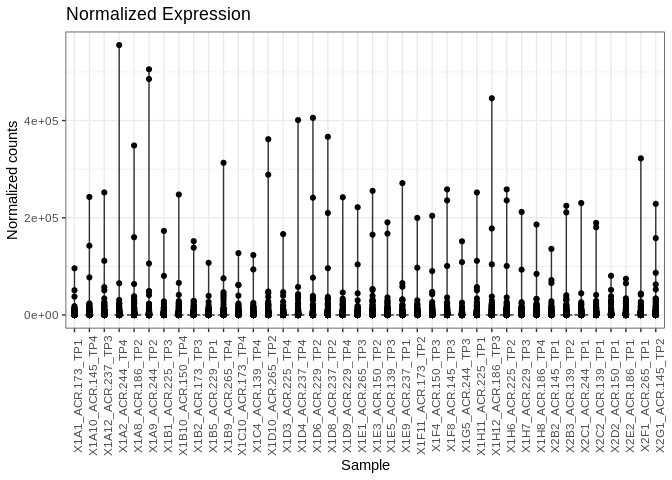 Normalized Expression
Normalized counts
4e+05
2e+05
0e+00
X1A1_ACR.173_TP1
X1A10_ACR.145_TP4
X1A12_ACR.237_TP3
X1A2_ACR.244_TP4
X1A8_ACR.186_TP2
X1A9_ACR.244_TP2
X1B1_ACR.225_TP3
X1B10_ACR.150_TP4
X1B2_ACR.173_TP3
X1B5_ACR.229_TP1
X1B9_ACR.265_TP4
X1C10_ACR.173_TP4
X1C4_ACR.139_TP4
X1D10_ACR.265_TP2
X1D3_ACR.225_TP4
X1D4_ACR.237_TP4
X1D6_ACR.229_TP2
X1D8_ACR.237_TP2
X1D9_ACR.229_TP4
X1E1_ACR.265_TP3
X1E3_ACR.150_TP2
X1E5_ACR.139_TP3
X1E9_ACR.237_TP1
X1F11_ACR.173_TP2
X1F4_ACR.150_TP3
X1F8_ACR.145_TP3
X1G5_ACR.244_TP3
X1H11_ACR.225_TP1
X1H12_ACR.186_TP3
X1H6_ACR.225_TP2
X1H7_ACR.229_TP3
X1H8_ACR.186_TP4
X2B2_ACR.145_TP1
X2B3_ACR.139_TP2
X2C1_ACR.244_TP1
X2C2_ACR.139_TP1
X2D2_ACR.150_TP1
X2E2_ACR.186_TP1
X2F1_ACR.265_TP1
X2G1_ACR.145_TP2
Sample